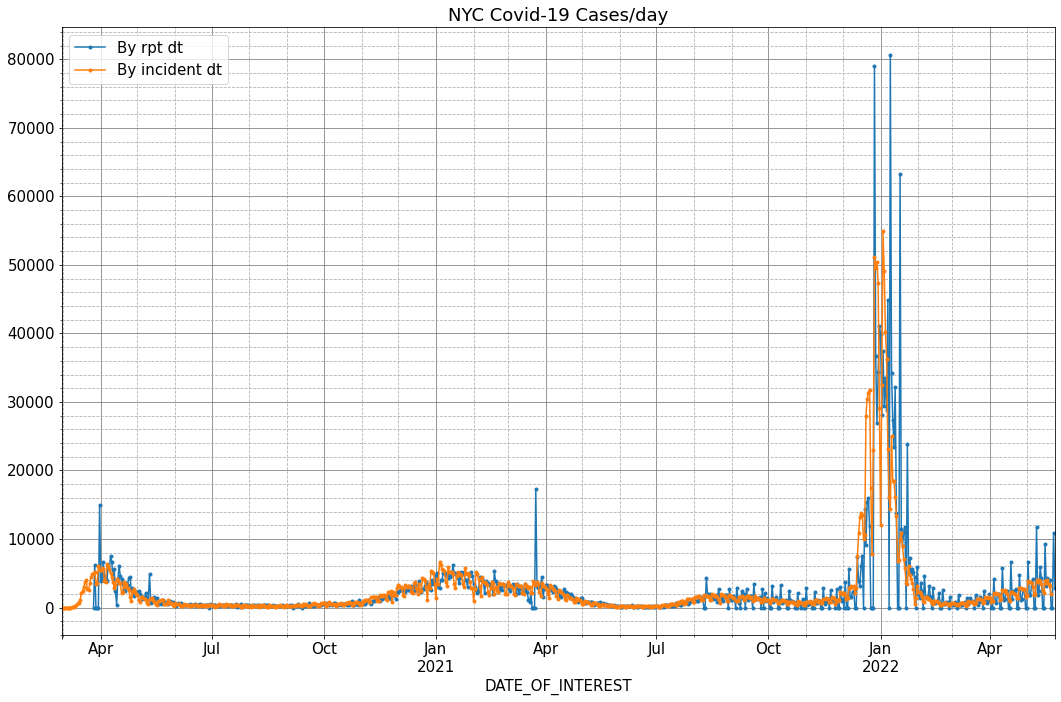 NYC Covid-19 Cases/day
By rpt dt
By incident dt
80000
70000
60000
50000
40000
30000
20000
10000
0
Apr Jul Oct Jan Apr Jul Oct Jan Apr
2021 2022
DATE_OF_INTEREST